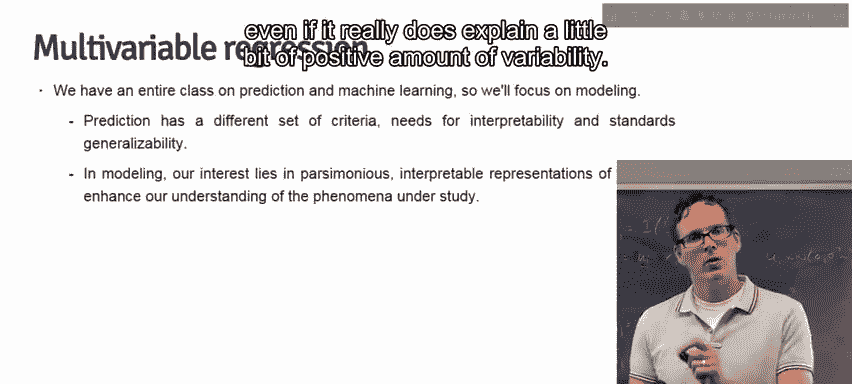 even if it really does explain a little
bit of positive amount of variability.
Multivariable regression
· We have an entire class on prediction and machine learning, so we'll focus on modeling.
- Prediction has a different set of criteria, needs for interpretability and standards
generalizability.
- In modeling, our interest lies in parsimonious, interpretable representations of
enhance our understanding of the phenomena under study.